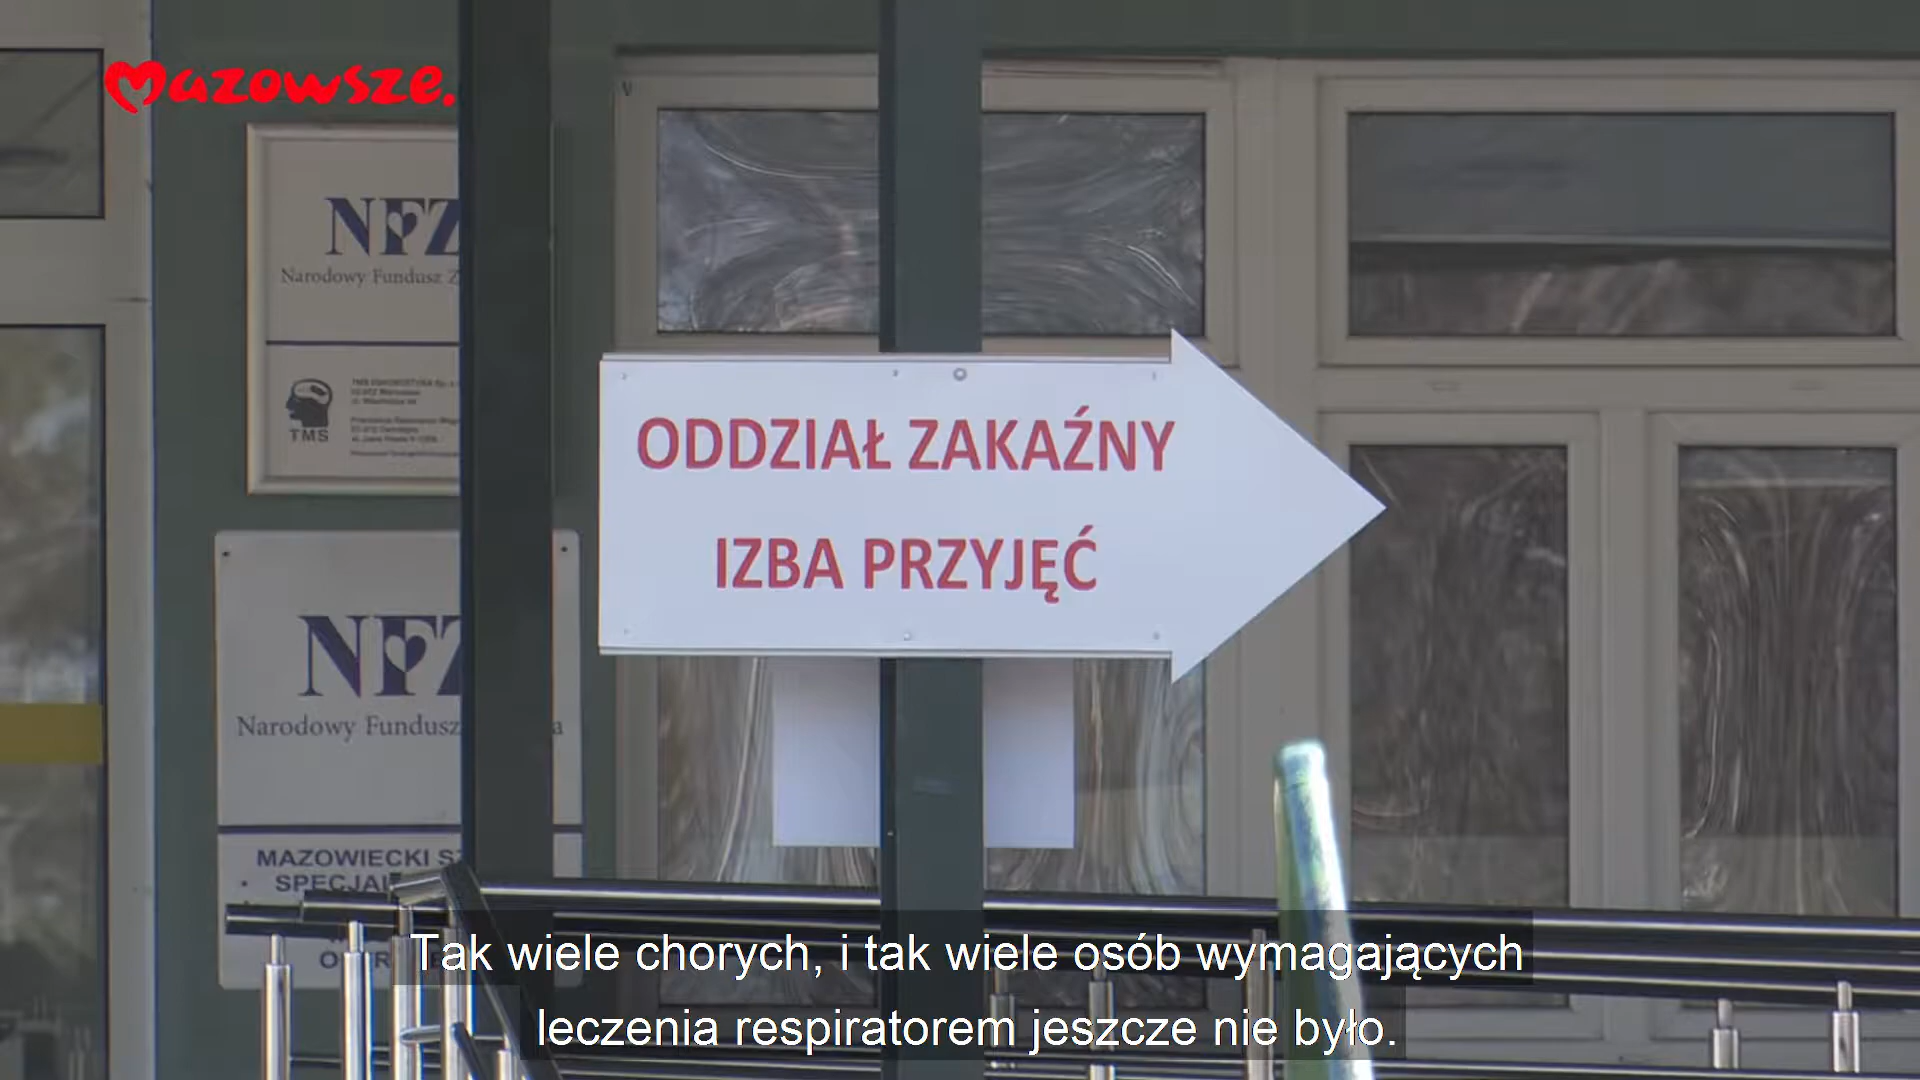 Mazowsze.
NFZ
Narodowy Fundusz
TMS
ODDZIAŁ ZAKAŹNY
IZBA PRZYJĘĆ
NFZ
Narodowy Fundusz
MAZOWIECKI
Tak wiele chorych, i tak wiele osób wymagających
leczenia respiratorem jeszcze nie było.